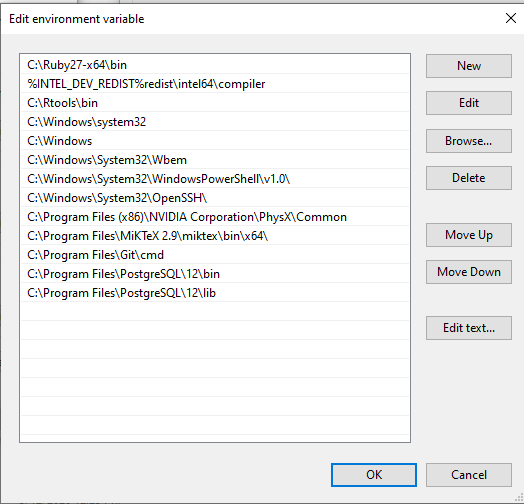 Edit environment variable
C:\Ruby27-x64\bin
%INTEL_DEV_REDIST%redist\intel64\compiler
C:\Rtools\bin
C:\Windows\system32
C:\Windows
C:\Windows\System32\Wbem
C:\Windows\System32\WindowsPowerShell\v1.0\
C:\Windows\System32\OpenSSH\
C:\Program Files (x86)\NVIDIA Corporation\PhysX\Common
C:\Program Files\MiKTeX 2.9\miktex\bin\x64\
C:\Program Files\Git\cmd
C:\Program Files\PostgreSQL\12\bin
C:\Program Files\PostgreSQL\12\lib
New
Edit
Browse...
Delete
Move Up
Move Down
Edit text...
OK
Cancel